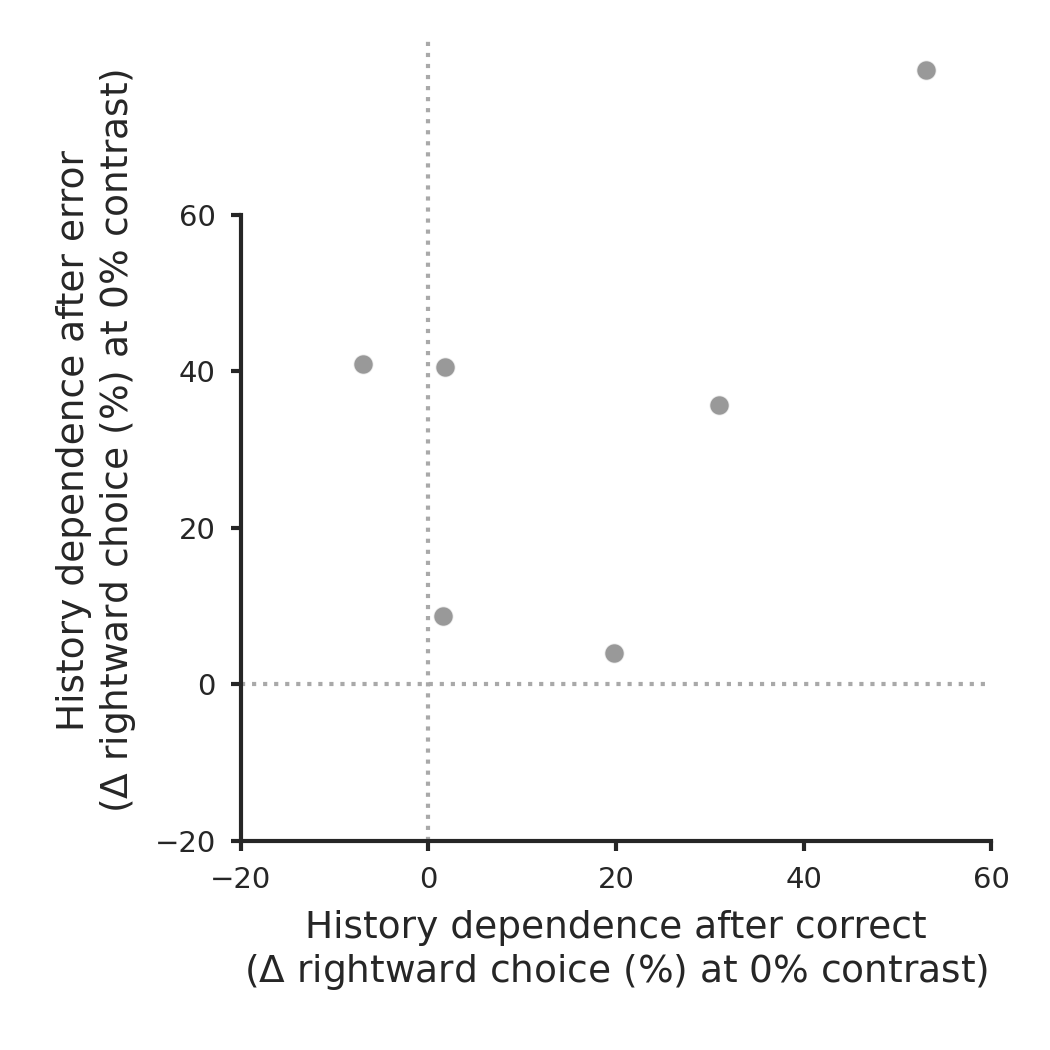 History dependence after error
(Δ rightward choice (%) at 0% contrast)
60
40
20
0
−20
−20
0
20
40
60
History dependence after correct
(Δ rightward choice (%) at 0% contrast)